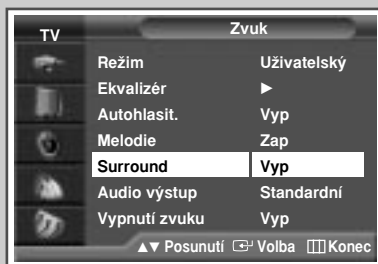 TV Zvuk
Režim Uživatelský
Ekvalizér ►
Autohlasit. Vyp
Melodie Zap
Surround Vyp
Audio výstup Standardní
Vypnutí zvuku Vyp
▲▼ Posunutí Volba Konec